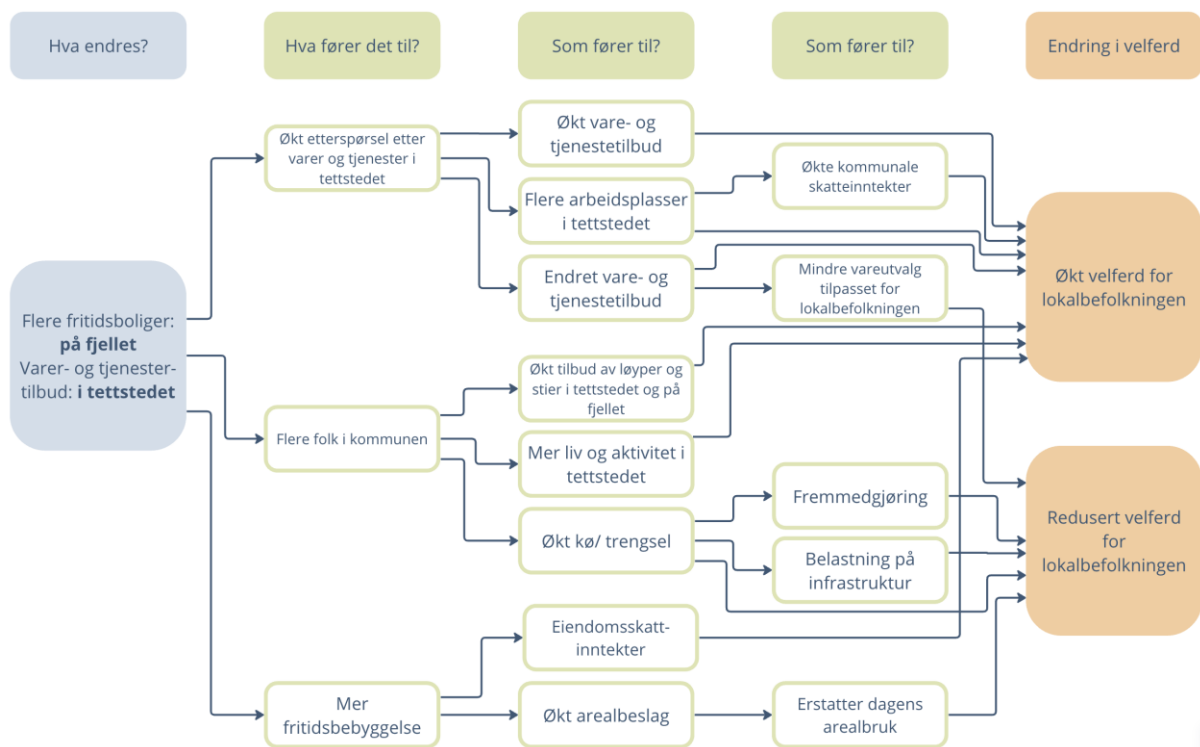 Hva endres?
Hva fører det til?
Som fører til?
Som fører til?
Endring i velferd
Flere fritidsboliger:
på fjellet
Varer- og tjenester-
tilbud: i tettstedet
Økt etterspørsel etter
varer og tjenester i
tettstedet
Flere folk i kommunen
Mer
fritidsbebyggelse
Økt vare- og
tjenestetilbud
Flere arbeidsplasser
i tettstedet
Endret vare- og
tjenestetilbud
Økt tilbud av løyper og
stier i tettstedet og på
fjellet
Mer liv og aktivitet i
tettstedet
Økt kø/ trengsel
Eiendomsskatt-
inntekter
Økt arealbeslag
Økte kommunale
skatteinntekter
Mindre vareutvalg
tilpasset for
lokalbefolkningen
Fremmedgjøring
Belastning på
infrastruktur
Erstatter dagens
arealbruk
Økt velferd for
lokalbefolkningen
Redusert velferd
for
lokalbefolkningen